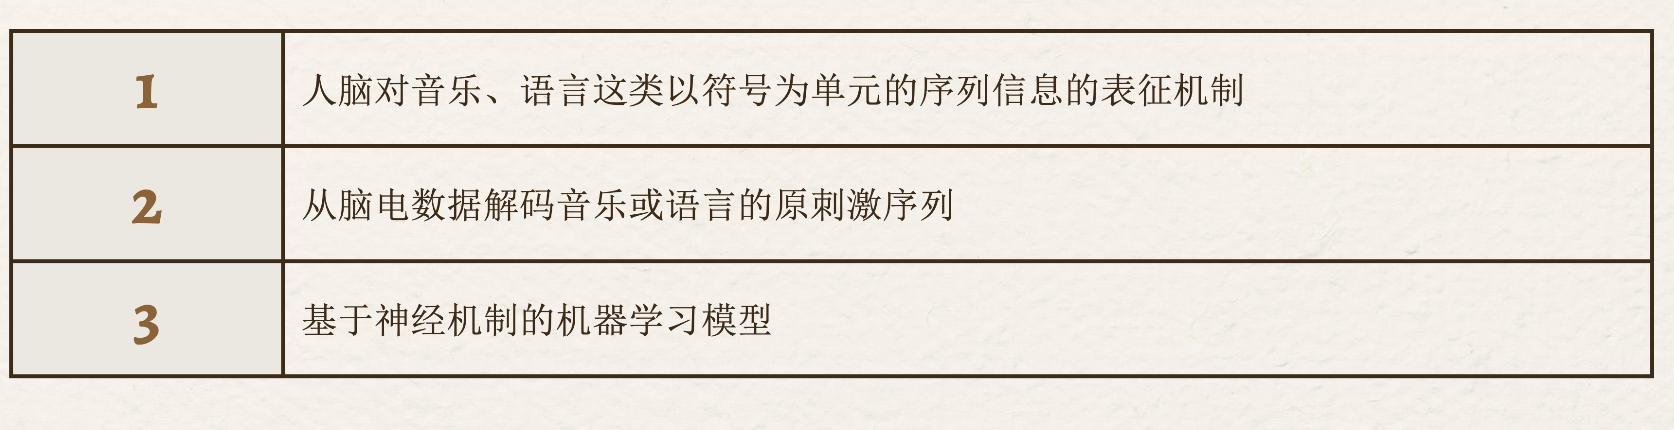 1
人脑对音乐、语言这类以符号为单元的序列信息的表征机制
2
从脑电数据解码音乐或语言的原刺激序列
3
基于神经机制的机器学习模型